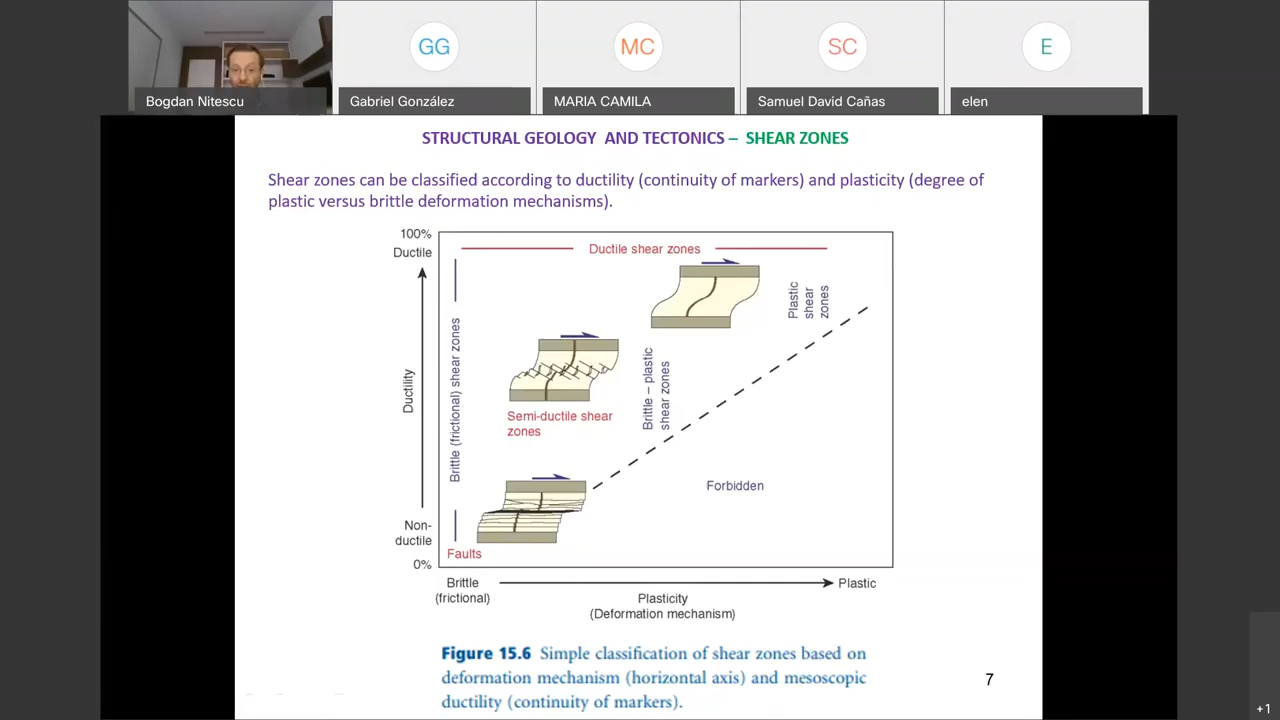 GG
MC
SC
E
Bogdan Nitescu
Gabriel González
MARIA CAMILA
Samuel David Cañas
elen
STRUCTURAL GEOLOGY AND TECTONICS – SHEAR ZONES
Shear zones can be classified according to ductility (continuity of markers) and plasticity (degree of
plastic versus brittle deformation mechanisms).
100%
Ductile
Ductile shear zones
Plastic
shear
zones
Ductility
Brittle (frictional) shear zones
Brittle – plastic
shear zones
Semi-ductile shear
zones
Forbidden
Non-
ductile
Faults
0%
Brittle
(frictional)
Plastic
Plasticity
(Deformation mechanism)
Figure 15.6 Simple classification of shear zones based on
deformation mechanism (horizontal axis) and mesoscopic
ductility (continuity of markers).
7
+1